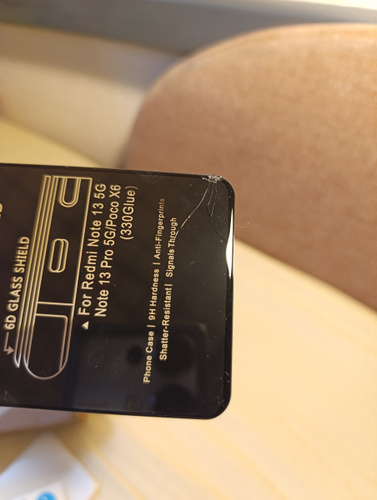 6D GLASS SHIELD
▲ For Redmi Note 13 5G
Note 13 Pro 5G/Poco X6
(330Glue)
Phone Case | 9H Hardness | Anti-Fingerprints
Shatter-Resistant | Signals Through